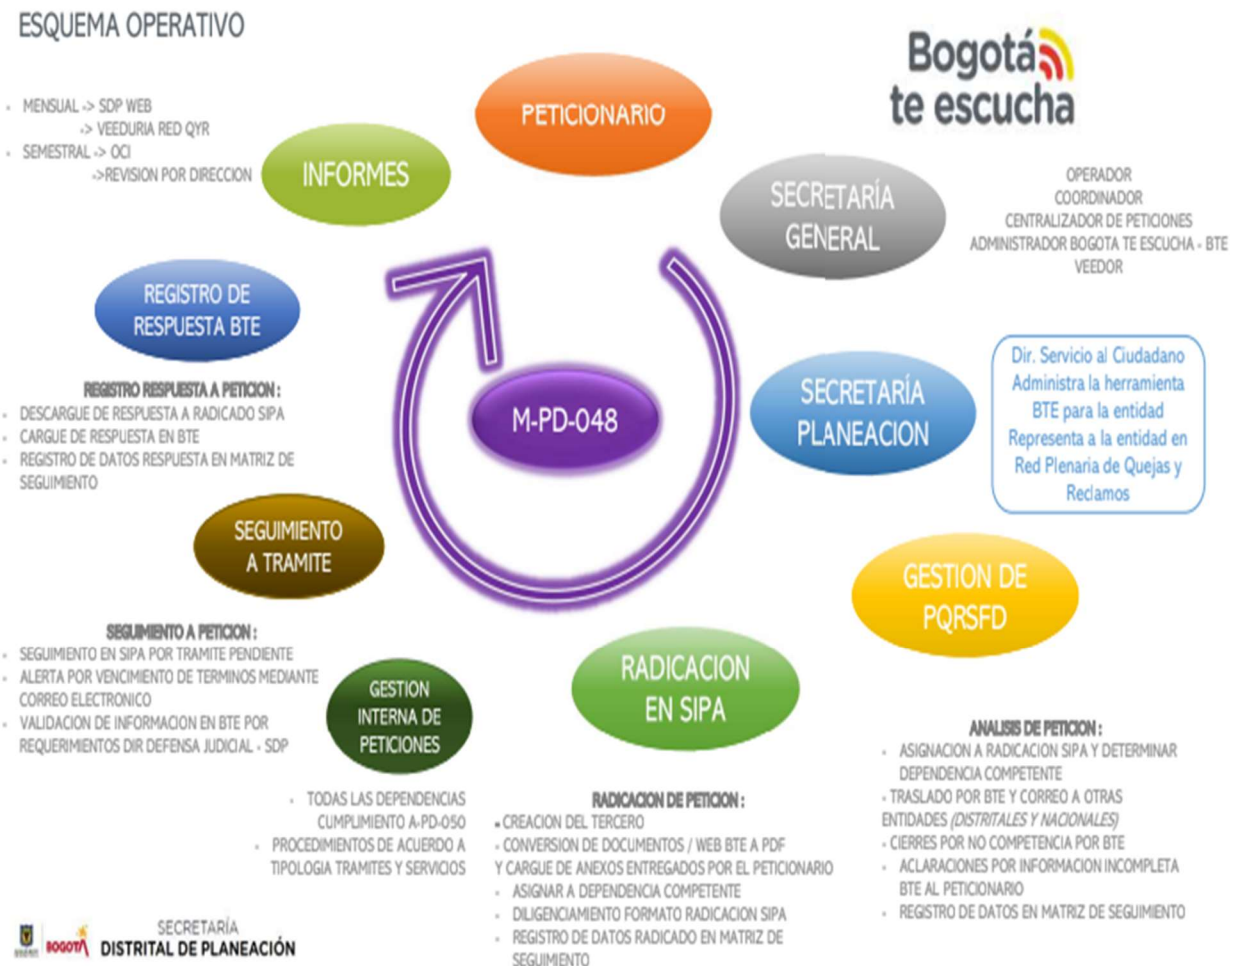 ESQUEMA OPERATIVO
Bogotá
te escucha
- MENSUAL -> SDP WEB
-> VEEDURIA RED QYR
- SEMESTRAL -> OCI
->REVISION POR DIRECCION
INFORMES
PETICIONARIO
SECRETARÍA
GENERAL
OPERADOR
COORDINADOR
CENTRALIZADOR DE PETICIONES
ADMINISTRADOR BOGOTA TE ESCUCHA - BTE
VEEDOR
REGISTRO DE
RESPUESTA BTE
M-PD-048
SECRETARÍA
PLANEACION
Dir. Servicio al Ciudadano
Administra la herramienta
BTE para la entidad
Representa a la entidad en
Red Plenaria de Quejas y
Reclamos
REGISTRO RESPUESTA A PETICION :
- DESCARGUE DE RESPUESTA A RADICADO SIPA
- CARGUE DE RESPUESTA EN BTE
- REGISTRO DE DATOS RESPUESTA EN MATRIZ DE
SEGUIMIENTO
SEGUIMIENTO
A TRAMITE
GESTION DE
PQRSFD
SEGUIMIENTO A PETICION :
- SEGUIMIENTO EN SIPA POR TRAMITE PENDIENTE
- ALERTA POR VENCIMIENTO DE TERMINOS MEDIANTE
CORREO ELECTRONICO
- VALIDACION DE INFORMACION EN BTE POR
REQUERIMIENTOS DIR DEFENSA JUDICIAL - SDP
GESTION
INTERNA DE
PETICIONES
RADICACION
EN SIPA
- TODAS LAS DEPENDENCIAS
CUMPLIMIENTO A-PD-050
- PROCEDIMIENTOS DE ACUERDO A
TIPOLOGIA TRAMITES Y SERVICIOS
RADICACION DE PETICION :
- CREACION DEL TERCERO
- CONVERSION DE DOCUMENTOS / WEB BTE A PDF
Y CARGUE DE ANEXOS ENTREGADOS POR EL PETICIONARIO
- ASIGNAR A DEPENDENCIA COMPETENTE
- DILIGENCIAMIENTO FORMATO RADICACION SIPA
- REGISTRO DE DATOS RADICADO EN MATRIZ DE
SEGUIMIENTO
ANALISIS DE PETICION :
- ASIGNACION A RADICACION SIPA Y DETERMINAR
DEPENDENCIA COMPETENTE
- TRASLADO POR BTE Y CORREO A OTRAS
ENTIDADES (DISTRITALES Y NACIONALES)
- CIERRES POR NO COMPETENCIA POR BTE
- ACLARACIONES POR INFORMACION INCOMPLETA
BTE AL PETICIONARIO
- REGISTRO DE DATOS EN MATRIZ DE SEGUIMIENTO
BOGOTÁ
SECRETARÍA
DISTRITAL DE PLANEACIÓN